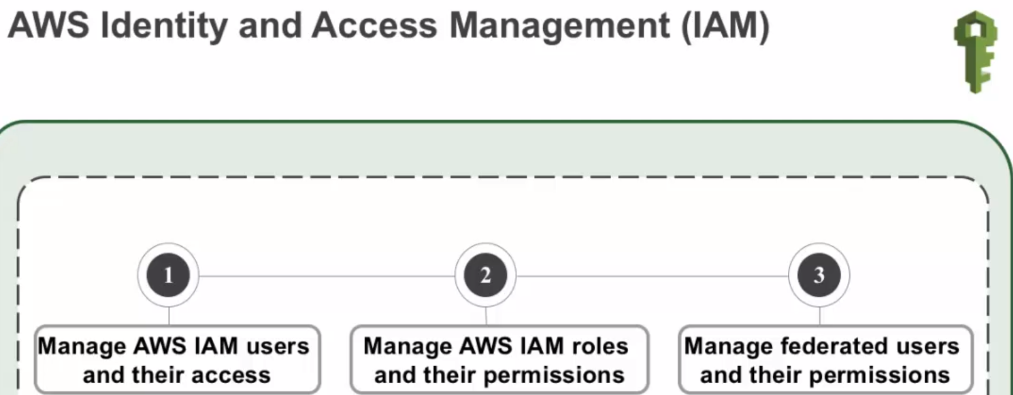 AWS Identity and Access Management (IAM)
1
2
3
Manage AWS IAM users
and their access
Manage AWS IAM roles
and their permissions
Manage federated users
and their permissions